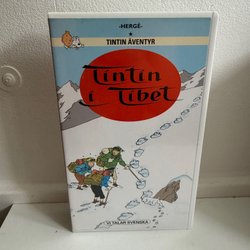 -HERGÉ-
TINTIN ÄVENTYR
Tintin
i Tibet
VI TALAR SVENSKA